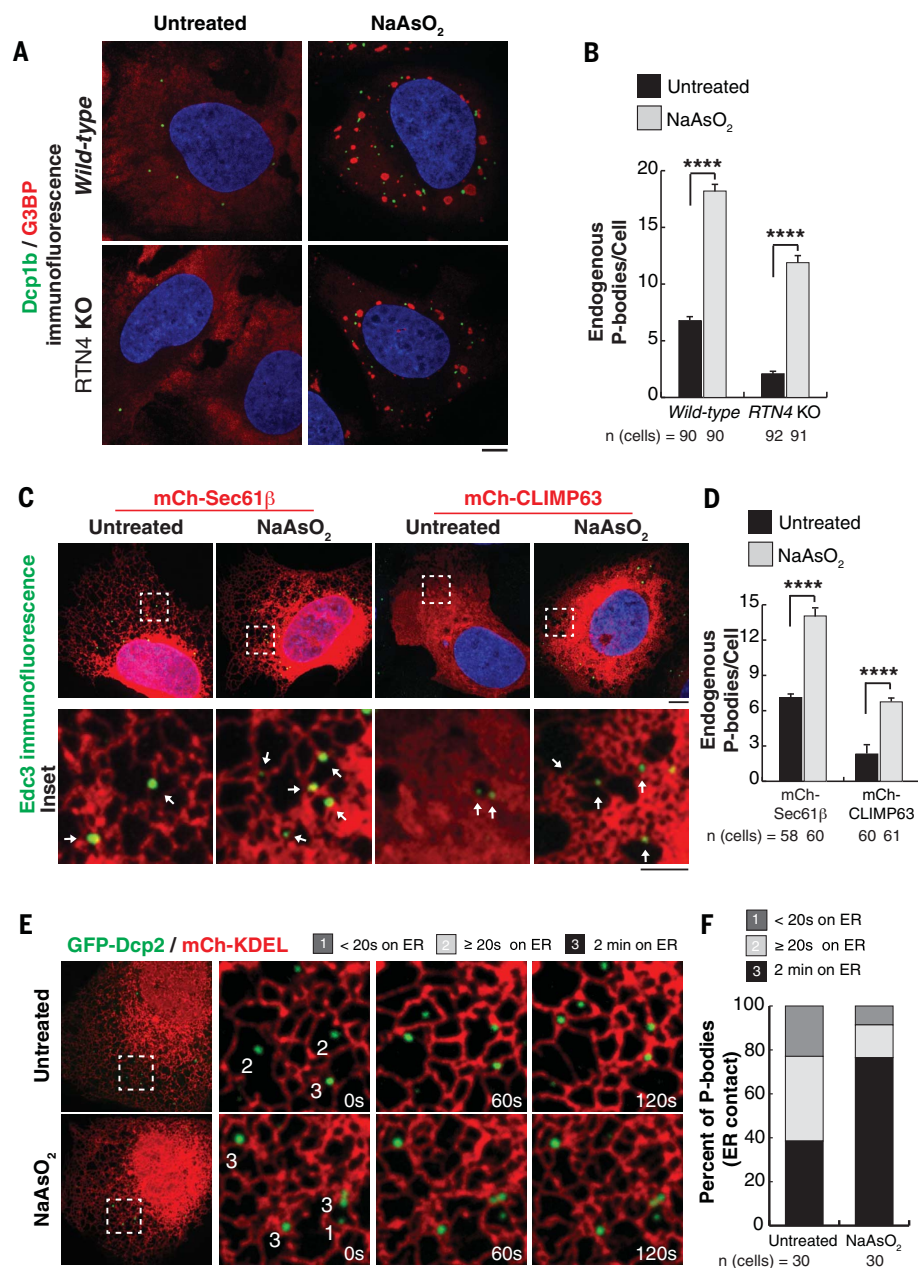 A
Untreated
NaAsO₂
Dcp1b / G3BP
immunofluorescence
Wild-type
RTN4 KO
B
Untreated
NaAsO₂
Endogenous
P-bodies/Cell
20
15
10
5
0
****
****
Wild-type RTN4 KO
n (cells) = 90 90 92 91
C
mCh-Sec61β
mCh-CLIMP63
Untreated
NaAsO₂
Untreated
NaAsO₂
Edc3 immunofluorescence
Inset
D
Untreated
NaAsO₂
Endogenous
P-bodies/Cell
15
12
9
6
3
0
****
****
mCh-
Sec61β
mCh-
CLIMP63
n (cells) = 58 60 60 61
E
GFP-Dcp2 / mCh-KDEL
1 < 20s on ER
2 ≥ 20s on ER
3 2 min on ER
Untreated
2
2
3
0s
60s
120s
NaAsO₂
3
3
3
1
0s
60s
120s
F
1 < 20s on ER
2 ≥ 20s on ER
3 2 min on ER
Percent of P-bodies
(ER contact)
100
80
60
40
20
0
Untreated NaAsO₂
n (cells) = 30 30